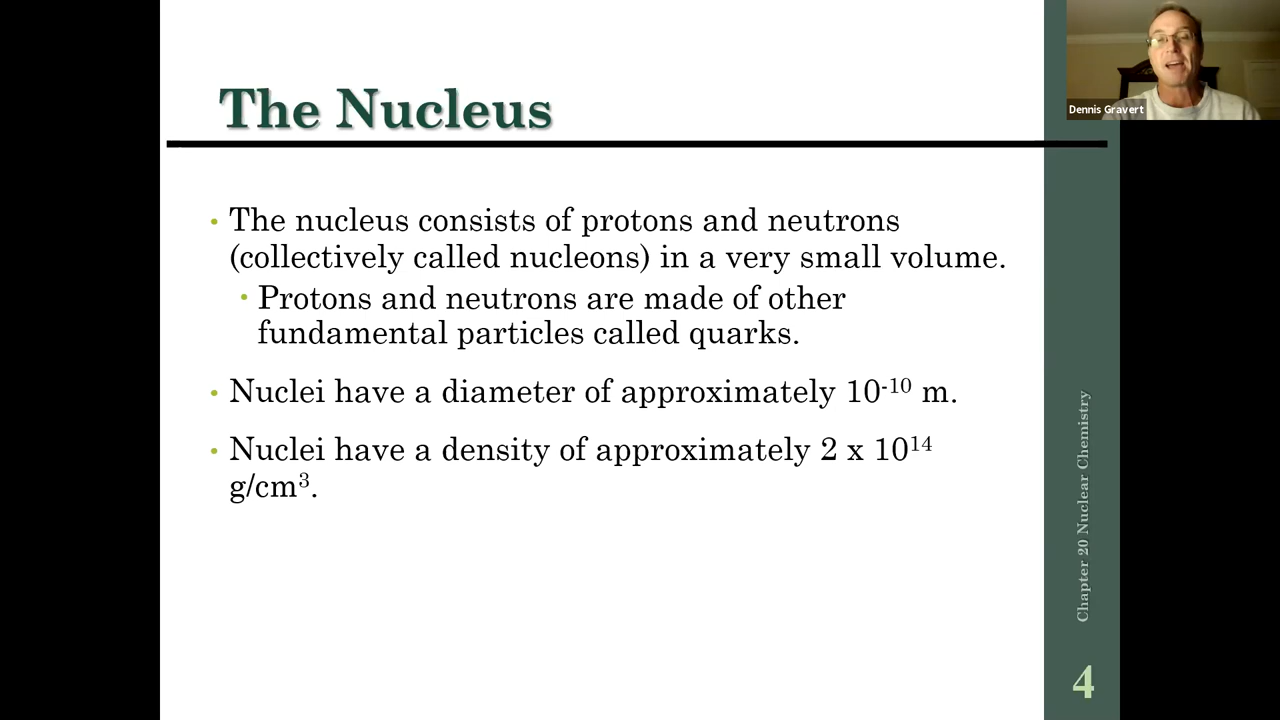 The Nucleus
Dennis Gravert
• The nucleus consists of protons and neutrons
(collectively called nucleons) in a very small volume.
• Protons and neutrons are made of other
fundamental particles called quarks.
• Nuclei have a diameter of approximately 10⁻¹⁰ m.
• Nuclei have a density of approximately 2 x 10¹⁴
g/cm³.
Chapter 20 Nuclear Chemistry
4